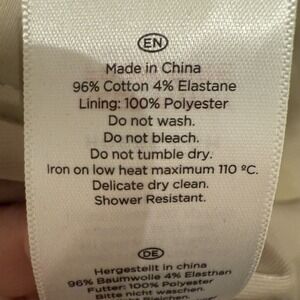 EN
Made in China
96% Cotton 4% Elastane
Lining: 100% Polyester
Do not wash.
Do not bleach.
Do not tumble dry.
Iron on low heat maximum 110 ºC.
Delicate dry clean.
Shower Resistant.
DE
Hergestellt in china
96% Baumwolle 4% Elasthan
Futter: 100% Polyester
Bitte nicht waschen.